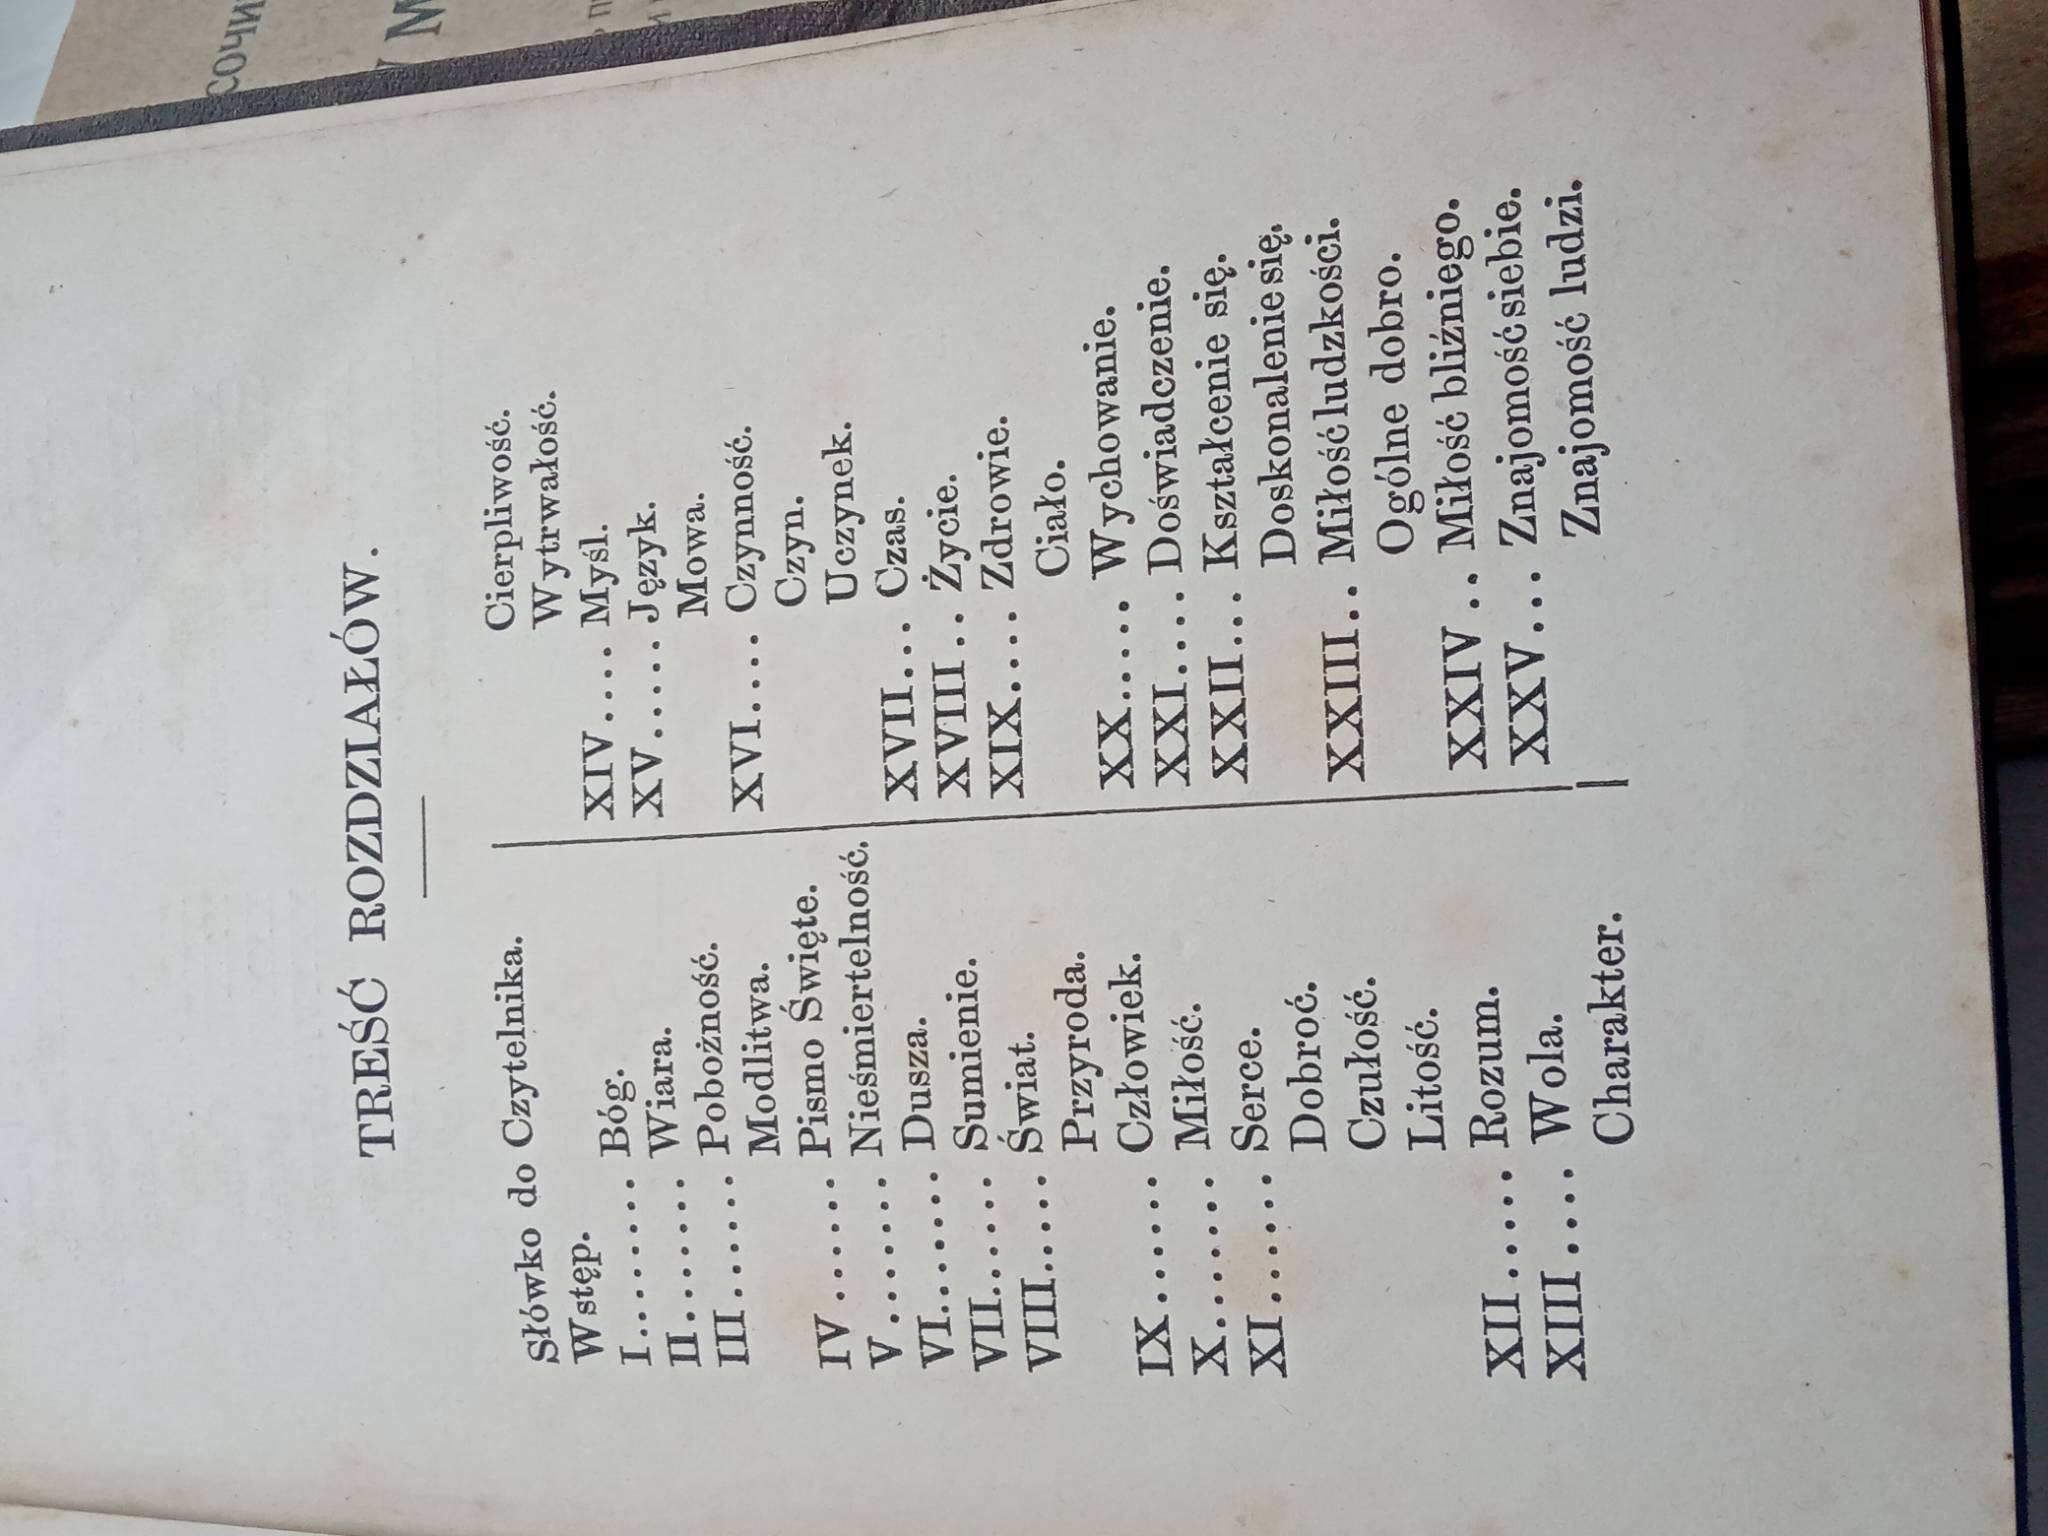 СОЧИ
TREŚĆ ROZDZIAŁÓW.
Słówko do Czytelnika.
Wstęp.
I........ Bóg.
II....... Wiara.
III...... Pobożność.
Modlitwa.
IV ...... Pismo Święte.
V ....... Nieśmiertelność.
VI....... Dusza.
VII...... Sumienie.
VIII..... Świat.
Przyroda.
IX ...... Człowiek.
X....... Miłość.
XI ...... Serce.
Dobroć.
Czułość.
Litość.
XII ..... Rozum.
XIII .... Wola.
Charakter.
Cierpliwość.
Wytrwałość.
XIV.... Myśl.
XV...... Język.
Mowa.
XVI.... Czynność.
Czyn.
Uczynek.
XVII... Czas.
XVIII .. Życie.
XIX.... Zdrowie.
Ciało.
XX..... Wychowanie.
XXI.... Doświadczenie.
XXII... Kształcenie się.
Doskonalenie się.
XXIII.. Miłość ludzkości.
Ogólne dobro.
XXIV .. Miłość bliźniego.
XXV.... Znajomość siebie.
Znajomość ludzi.